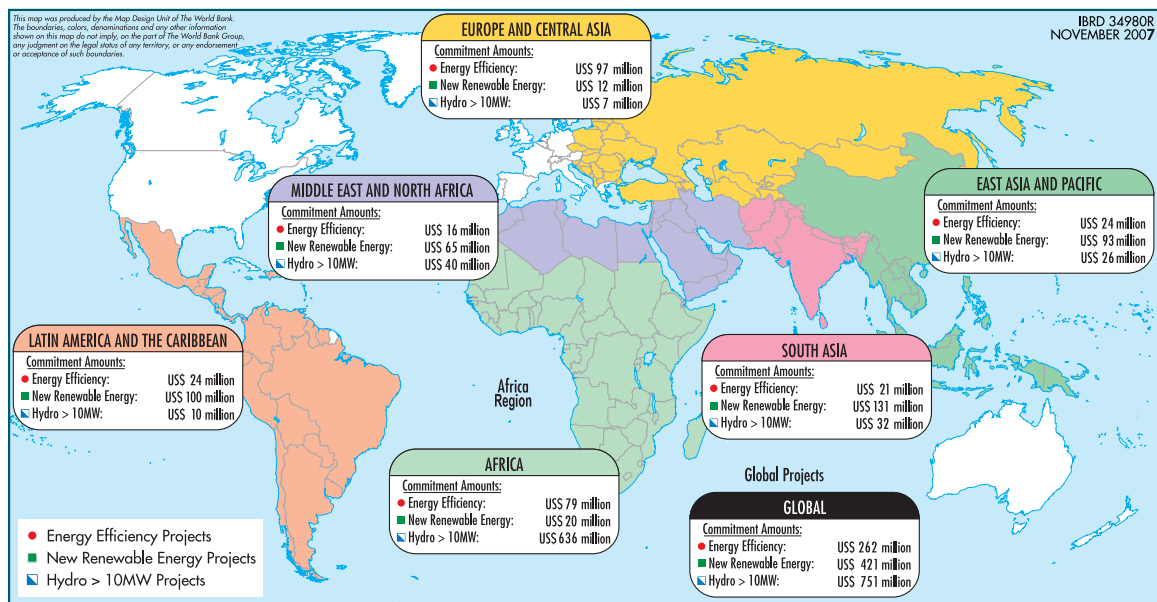 This map was produced by the Map Design Unit of The World Bank.
The boundaries, colors, denominations and any other information
shown on this map do not imply, on the part of The World Bank Group,
any judgment on the legal status of any territory, or any endorsement
or acceptance of such boundaries.
IBRD 34980R
NOVEMBER 2007
EUROPE AND CENTRAL ASIA
Commitment Amounts:
Energy Efficiency: US$ 97 million
New Renewable Energy: US$ 12 million
Hydro > 10MW: US$ 7 million
MIDDLE EAST AND NORTH AFRICA
Commitment Amounts:
Energy Efficiency: US$ 16 million
New Renewable Energy: US$ 65 million
Hydro > 10MW: US$ 40 million
EAST ASIA AND PACIFIC
Commitment Amounts:
Energy Efficiency: US$ 24 million
New Renewable Energy: US$ 93 million
Hydro > 10MW: US$ 26 million
LATIN AMERICA AND THE CARIBBEAN
Commitment Amounts:
Energy Efficiency: US$ 24 million
New Renewable Energy: US$ 100 million
Hydro > 10MW: US$ 10 million
SOUTH ASIA
Commitment Amounts:
Energy Efficiency: US$ 21 million
New Renewable Energy: US$ 131 million
Hydro > 10MW: US$ 32 million
Africa
Region
AFRICA
Commitment Amounts:
Energy Efficiency: US$ 79 million
New Renewable Energy: US$ 20 million
Hydro > 10MW: US$ 636 million
Global Projects
GLOBAL
Commitment Amounts:
Energy Efficiency: US$ 262 million
New Renewable Energy: US$ 421 million
Hydro > 10MW: US$ 751 million
Energy Efficiency Projects
New Renewable Energy Projects
Hydro > 10MW Projects